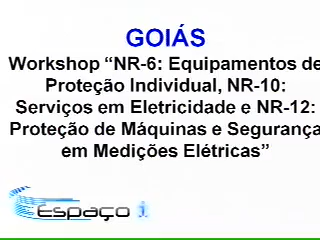 GOIÁS
Workshop “NR-6: Equipamentos de
Proteção Individual, NR-10:
Serviços em Eletricidade e NR-12:
Proteção de Máquinas e Segurança
em Medições Elétricas”
Espaço